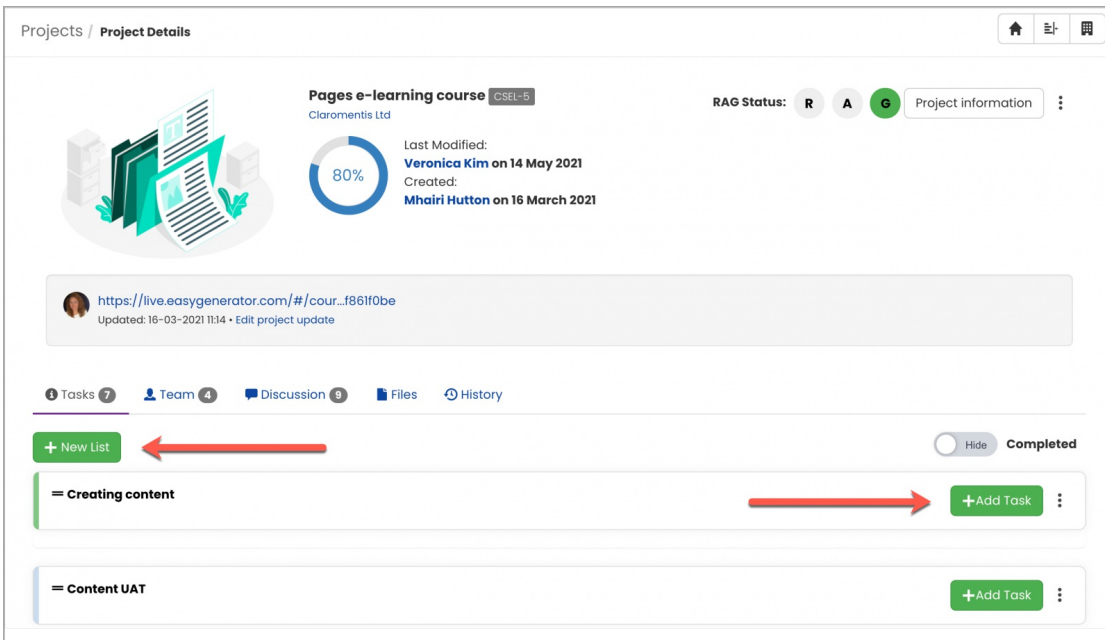 Projects / Project Details
Pages e-learning course CSEL-5
Claromentis Ltd
RAG Status: R A G Project information
80%
Last Modified:
Veronica Kim on 14 May 2021
Created:
Mhairi Hutton on 16 March 2021
https://live.easygenerator.com/#/cour...f861f0be
Updated: 16-03-2021 11:14 • Edit project update
Tasks 7 Team 4 Discussion 9 Files History
+ New List Hide Completed
Creating content +Add Task
Content UAT +Add Task